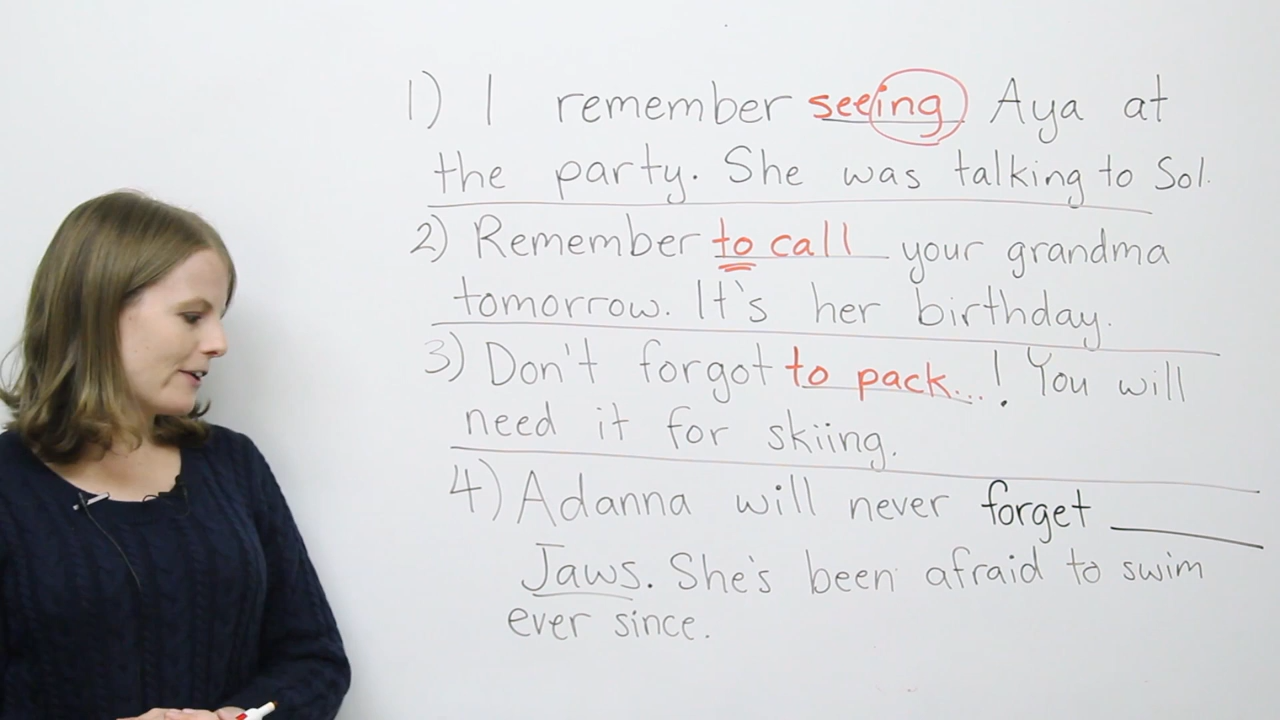 1) I remember seeing Aya at
the party. She was talking to Sol.
2) Remember to call your grandma
tomorrow. It's her birthday.
3) Don't forgot to pack...! You will
need it for skiing.
4) Adanna will never forget ____
Jaws. She's been afraid to swim
ever since.